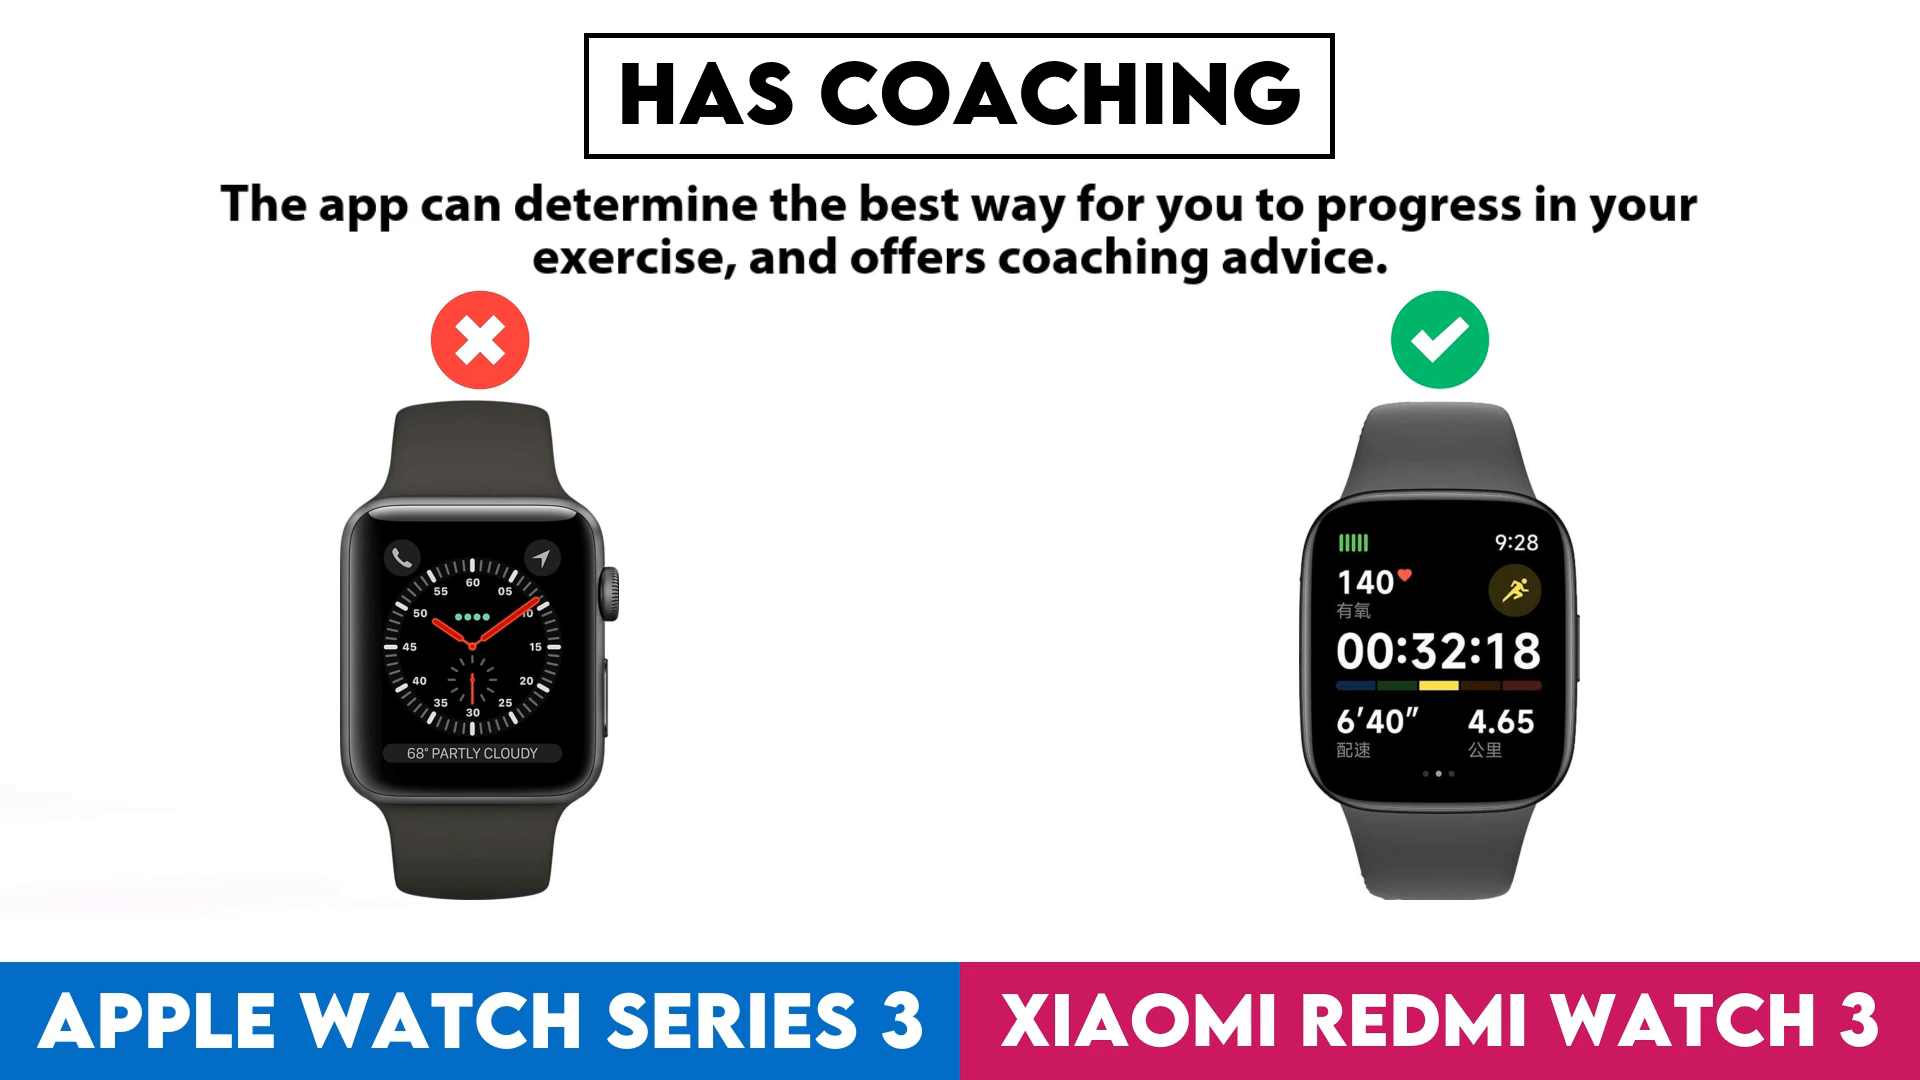 HAS COACHING
The app can determine the best way for you to progress in your
exercise, and offers coaching advice.
60
55 05
50 10
45 15
40 20
35 25
30
68° PARTLY CLOUDY
9:28
140
有氧
00:32:18
6'40" 4.65
配速 公里
APPLE WATCH SERIES 3
XIAOMI REDMI WATCH 3